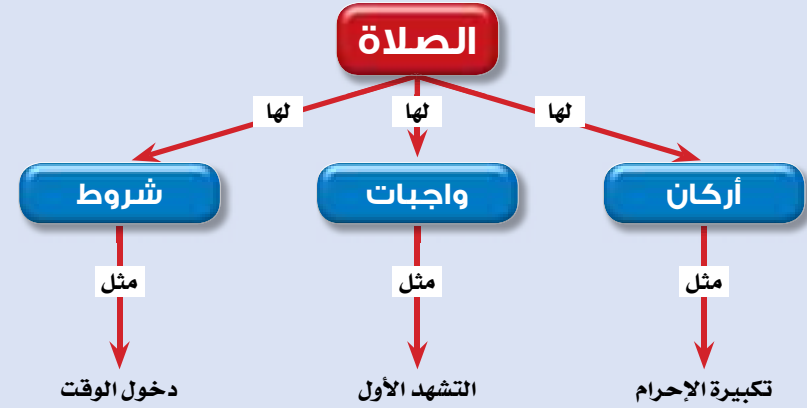 الصلاة
لها
لها
لها
أركان
واجبات
شروط
مثل
مثل
مثل
تكبيرة الإحرام
التشهد الأول
دخول الوقت